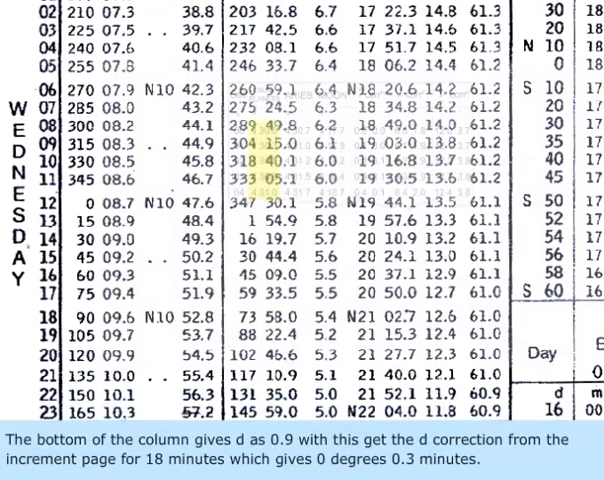 02 210 07.3 38.8 203 16.8 6.7 17 22.3 14.8 61.3 30 18
03 225 07.5 . . 39.7 217 42.5 6.6 17 37.1 14.6 61.3 20 18
04 240 07.6 40.6 232 08.1 6.6 17 51.7 14.5 61.3 N 10 18
05 255 07.8 41.4 246 33.7 6.4 18 06.2 14.4 61.2 0 18
06 270 07.9 N10 42.3 260 59.1 6.4 N18 20.6 14.2 61.2 S 10 17
07 285 08.0 43.2 275 24.5 6.3 18 34.8 14.2 61.2 20 17
08 300 08.2 44.1 289 49.8 6.2 18 49.0 14.0 61.2 30 17
09 315 08.3 . . 44.9 304 15.0 6.1 19 03.0 13.8 61.2 35 17
10 330 08.5 45.8 318 40.1 6.0 19 16.8 13.7 61.2 40 17
11 345 08.6 46.7 333 05.1 6.0 19 30.5 13.6 61.2 45 17
12 0 08.7 N10 47.6 347 30.1 5.8 N19 44.1 13.5 61.1 S 50 17
13 15 08.9 48.4 1 54.9 5.8 19 57.6 13.3 61.1 52 17
14 30 09.0 49.3 16 19.7 5.7 20 10.9 13.2 61.1 54 17
15 45 09.2 . . 50.2 30 44.4 5.6 20 24.1 13.0 61.1 56 17
16 60 09.3 51.1 45 09.0 5.5 20 37.1 12.9 61.1 58 16
17 75 09.4 51.9 59 33.5 5.5 20 50.0 12.7 61.0 S 60 16
18 90 09.6 N10 52.8 73 58.0 5.4 N21 02.7 12.6 61.0
19 105 09.7 53.7 88 22.4 5.2 21 15.3 12.4 61.0
20 120 09.9 54.5 102 46.6 5.3 21 27.7 12.3 61.0 Day E
21 135 10.0 . . 55.4 117 10.9 5.1 21 40.0 12.1 61.0 0
22 150 10.1 56.3 131 35.0 5.0 21 52.1 11.9 60.9 d m
23 165 10.3 57.2 145 59.0 5.0 N22 04.0 11.8 60.9 16 00
WEDNESDAY
The bottom of the column gives d as 0.9 with this get the d correction from the
increment page for 18 minutes which gives 0 degrees 0.3 minutes.